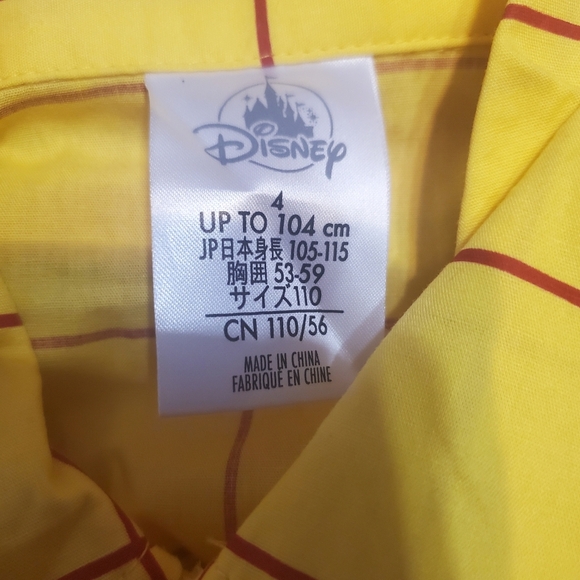 Disney
4
UP TO 104 cm
JP日本身長 105-115
胸囲 53-59
サイズ110
CN 110/56
MADE IN CHINA
FABRIQUÉ EN CHINE